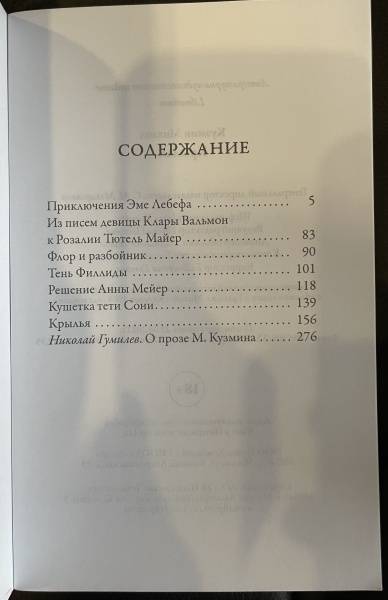 СОДЕРЖАНИЕ
Приключения Эме Лебефа .................. 5
Из писем девицы Клары Вальмон
к Розалии Тютель Майер .................. 83
Флор и разбойник .................. 90
Тень Филлиды .................. 101
Решение Анны Мейер .................. 118
Кушетка тети Сони .................. 139
Крылья .................. 156
Николай Гумилев. О прозе М. Кузмина ...... 276
18+